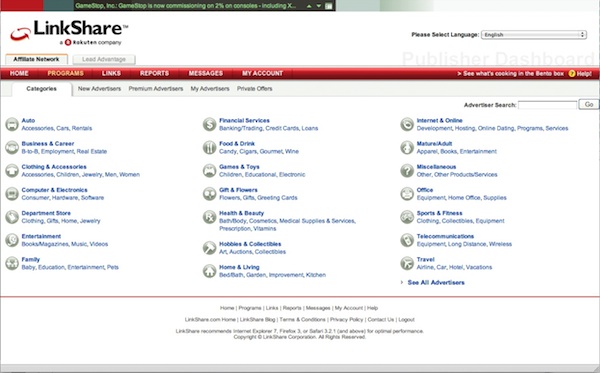 GameStop, Inc.: GameStop is now commissioning on 2% on consoles - including X...
LinkShare™
a Rakuten company
Please Select Language: English
Publisher Dashboard
Affiliate Network
Lead Advantage
HOME PROGRAMS LINKS REPORTS MESSAGES MY ACCOUNT
> See what's cooking in the Bento box ? Help!
Categories New Advertisers Premium Advertisers My Advertisers Private Offers
Advertiser Search: Go
Auto
Accessories, Cars, Rentals
Business & Career
B-to-B, Employment, Real Estate
Clothing & Accessories
Accessories, Children, Jewelry, Men, Women
Computer & Electronics
Consumer, Hardware, Software
Department Store
Clothing, Gifts, Home, Jewelry
Entertainment
Books/Magazines, Music, Videos
Family
Baby, Education, Entertainment, Pets
Financial Services
Banking/Trading, Credit Cards, Loans
Food & Drink
Candy, Cigars, Gourmet, Wine
Games & Toys
Children, Educational, Electronic
Gift & Flowers
Flowers, Gifts, Greeting Cards
Health & Beauty
Bath/Body, Cosmetics, Medical Supplies & Services,
Prescription, Vitamins
Hobbies & Collectibles
Art, Auctions, Collectibles
Home & Living
Bed/Bath, Garden, Improvement, Kitchen
Internet & Online
Development, Hosting, Online Dating, Programs, Services
Mature/Adult
Apparel, Books, Entertainment
Miscellaneous
Other, Other Products/Services
Office
Equipment, Home Office, Supplies
Sports & Fitness
Clothing, Collectibles, Equipment
Telecommunications
Equipment, Long Distance, Wireless
Travel
Airline, Car, Hotel, Vacations
› See All Advertisers
Home | Programs | Links | Reports | Messages | My Account | Help
LinkShare.com Home | LinkShare Blog | Terms & Conditions | Privacy Policy | Contact Us | Logout
LinkShare recommends Internet Explorer 7, Firefox 3, or Safari 3.2.1 (and above) for optimal performance.
Copyright © LinkShare Corporation. All Rights Reserved.